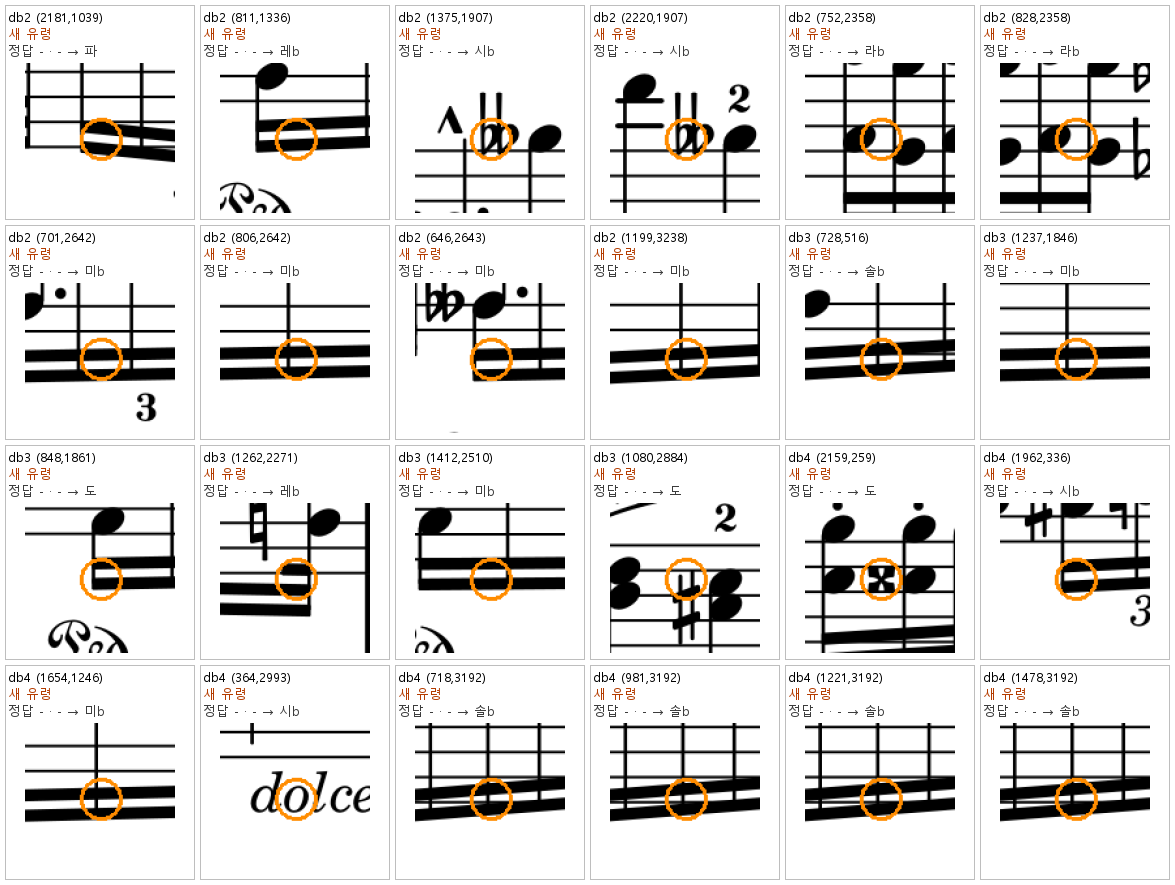 db2 (2181,1039)
새 유령
정답 - · - → 파
db2 (811,1336)
새 유령
정답 - · - → 레b
db2 (1375,1907)
새 유령
정답 - · - → 시b
db2 (2220,1907)
새 유령
정답 - · - → 시b
2
db2 (752,2358)
새 유령
정답 - · - → 라b
db2 (828,2358)
새 유령
정답 - · - → 라b
db2 (701,2642)
새 유령
정답 - · - → 미b
3
db2 (806,2642)
새 유령
정답 - · - → 미b
db2 (646,2643)
새 유령
정답 - · - → 미b
db2 (1199,3238)
새 유령
정답 - · - → 미b
db3 (728,516)
새 유령
정답 - · - → 솔b
db3 (1237,1846)
새 유령
정답 - · - → 미b
db3 (848,1861)
새 유령
정답 - · - → 도
db3 (1262,2271)
새 유령
정답 - · - → 레b
db3 (1412,2510)
새 유령
정답 - · - → 미b
db3 (1080,2884)
새 유령
정답 - · - → 도
2
db4 (2159,259)
새 유령
정답 - · - → 도
db4 (1962,336)
새 유령
정답 - · - → 시b
3
db4 (1654,1246)
새 유령
정답 - · - → 미b
db4 (364,2993)
새 유령
정답 - · - → 시b
dolce
db4 (718,3192)
새 유령
정답 - · - → 솔b
db4 (981,3192)
새 유령
정답 - · - → 솔b
db4 (1221,3192)
새 유령
정답 - · - → 솔b
db4 (1478,3192)
새 유령
정답 - · - → 솔b